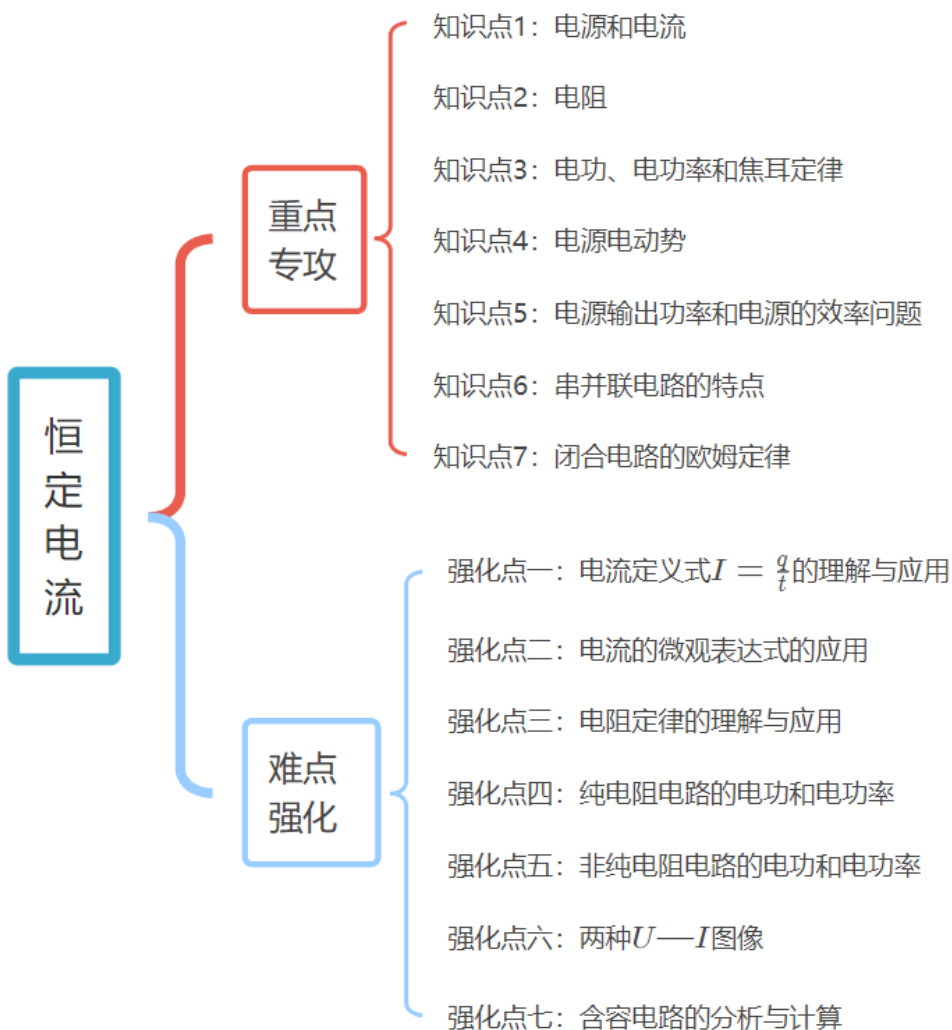 恒定电流
重点
专攻
知识点1：电源和电流
知识点2：电阻
知识点3：电功、电功率和焦耳定律
知识点4：电源电动势
知识点5：电源输出功率和电源的效率问题
知识点6：串并联电路的特点
知识点7：闭合电路的欧姆定律
难点
强化
强化点一：电流定义式I = q/t的理解与应用
强化点二：电流的微观表达式的应用
强化点三：电阻定律的理解与应用
强化点四：纯电阻电路的电功和电功率
强化点五：非纯电阻电路的电功和电功率
强化点六：两种U—I图像
强化点七：含容电路的分析与计算